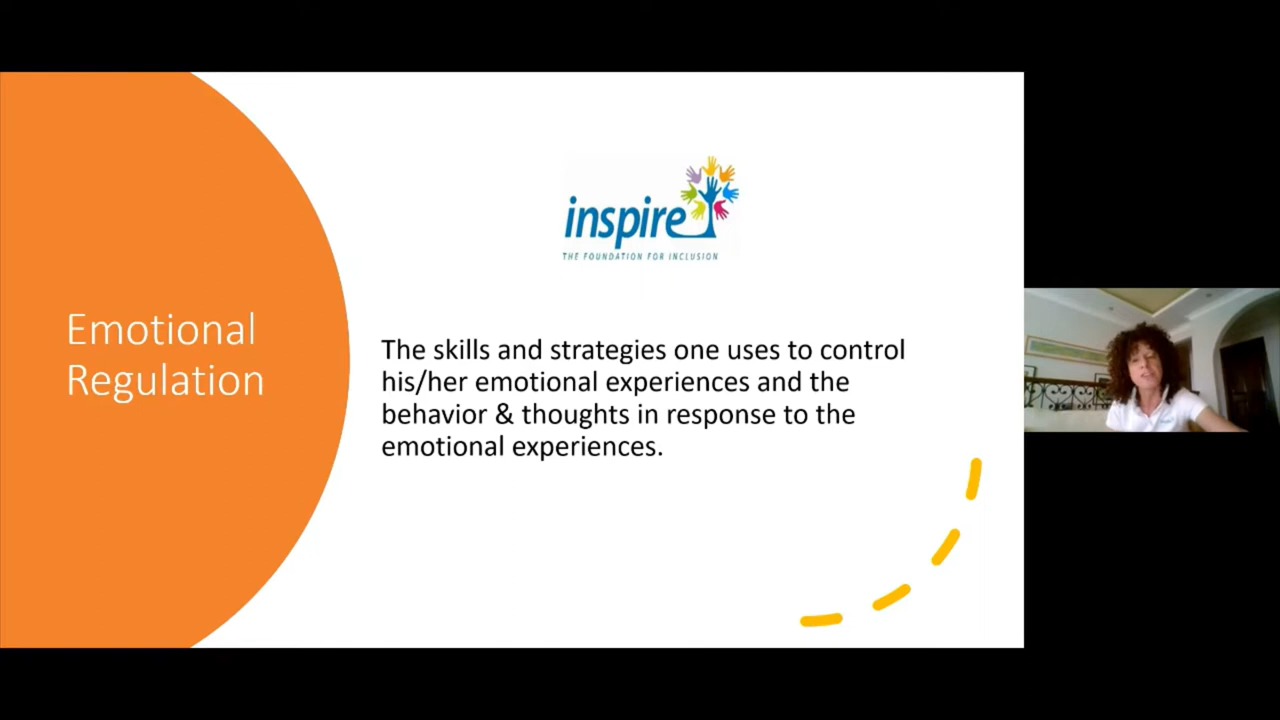 inspire
THE FOUNDATION FOR INCLUSION
Emotional
Regulation
The skills and strategies one uses to control
his/her emotional experiences and the
behavior & thoughts in response to the
emotional experiences.